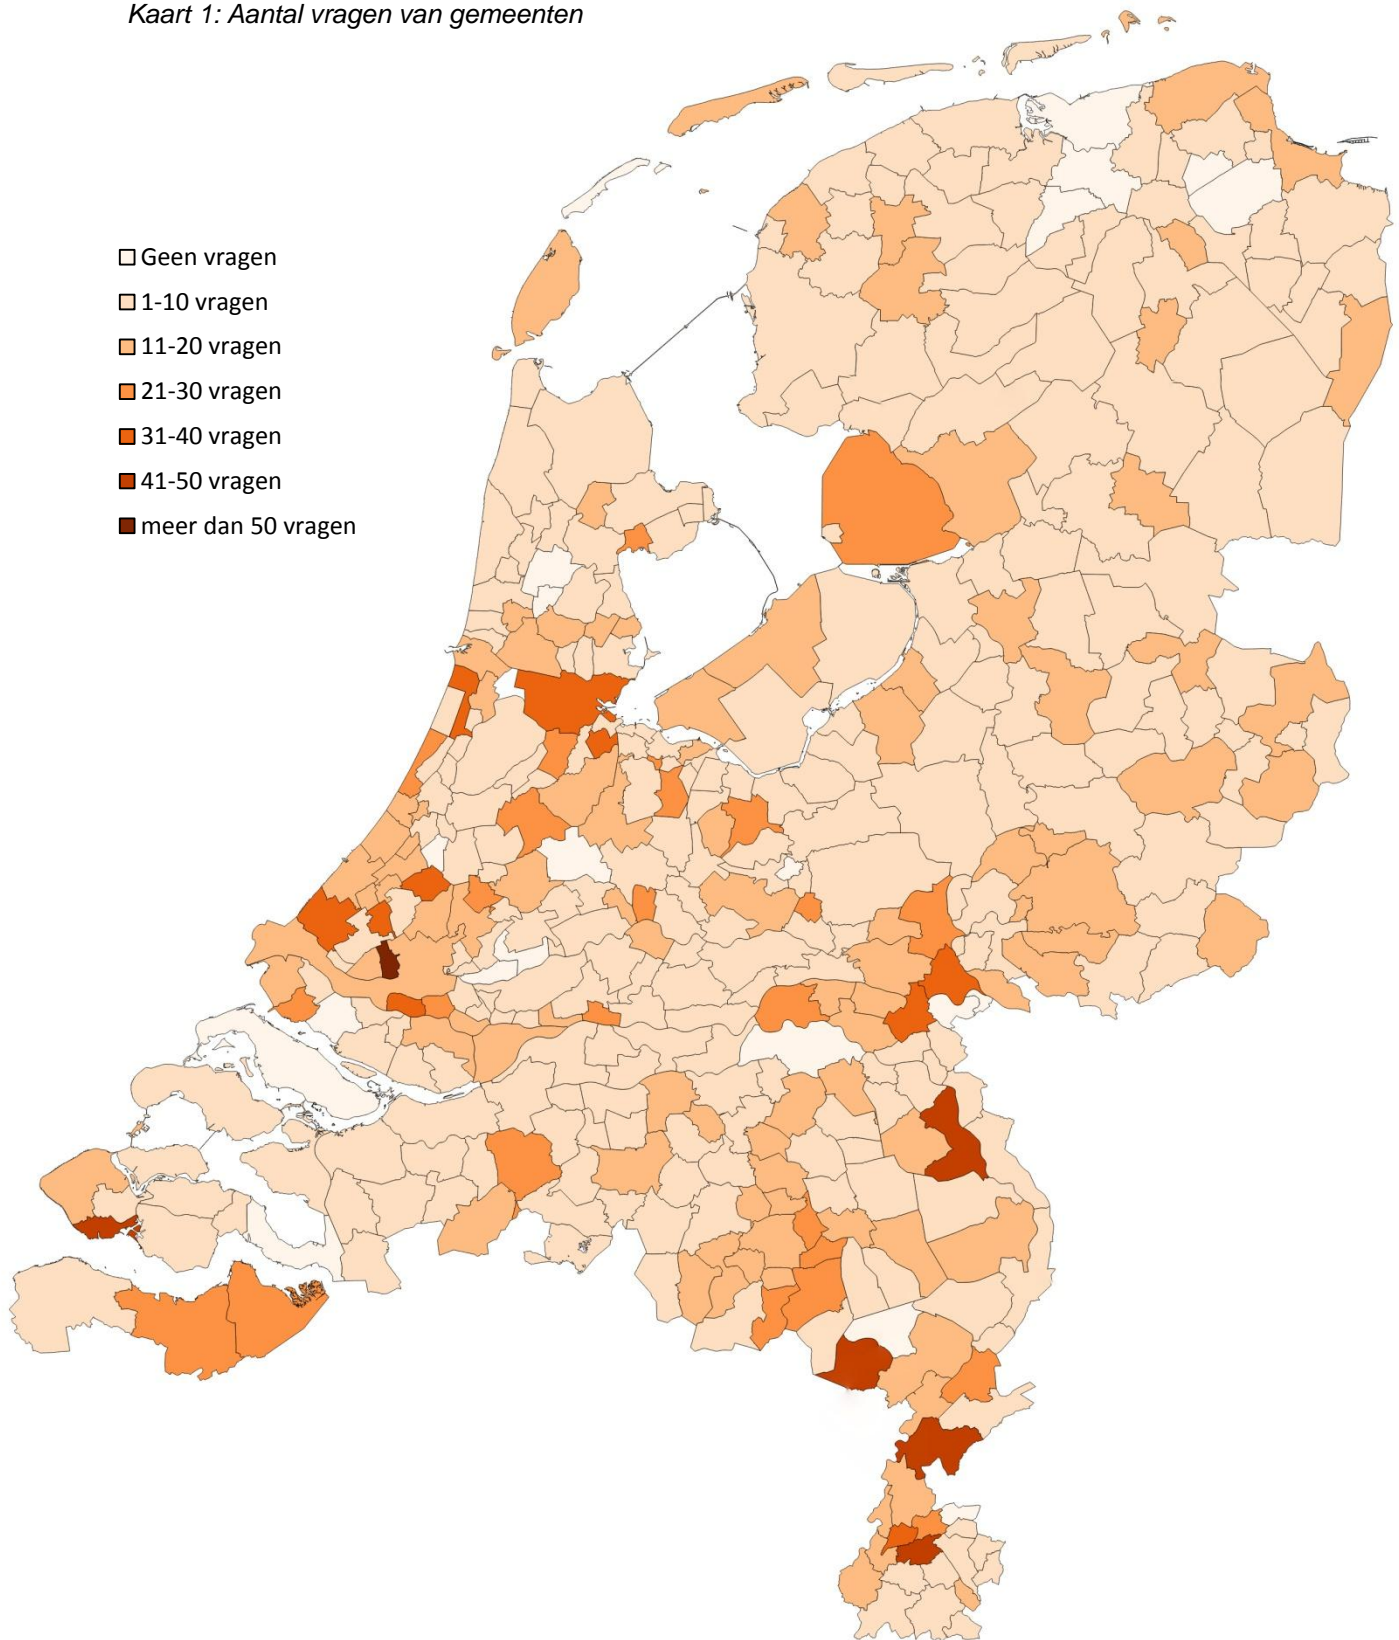 Kaart 1: Aantal vragen van gemeenten
Geen vragen
1-10 vragen
11-20 vragen
21-30 vragen
31-40 vragen
41-50 vragen
meer dan 50 vragen